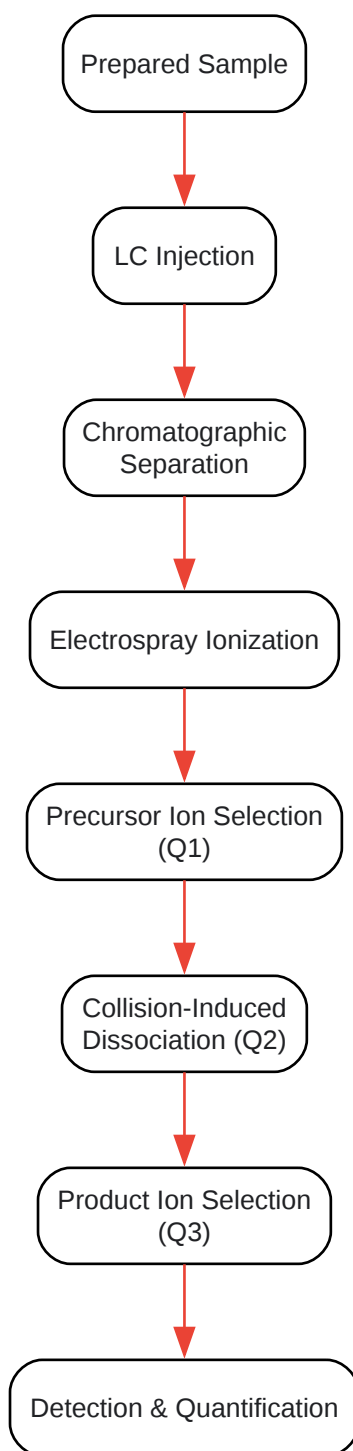 Prepared Sample
LC Injection
Chromatographic
Separation
Electrospray Ionization
Precursor Ion Selection
(Q1)
Collision-Induced
Dissociation (Q2)
Product Ion Selection
(Q3)
Detection & Quantification